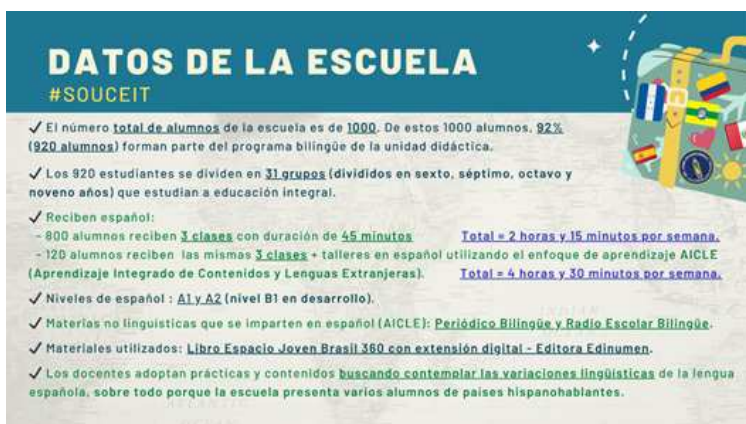 DATOS DE LA ESCUELA
#SOUCEIT
✓ El número total de alumnos de la escuela es de 1000. De estos 1000 alumnos, 92%
(920 alumnos) forman parte del programa bilingüe de la unidad didáctica.
✓ Los 920 estudiantes se dividen en 31 grupos (divididos en sexto, séptimo, octavo y
noveno años) que estudian a educación integral.
✓ Reciben español:
- 800 alumnos reciben 3 clases con duración de 45 minutos Total = 2 horas y 15 minutos por semana.
- 120 alumnos reciben las mismas 3 clases + talleres en español utilizando el enfoque de aprendizaje AICLE
(Aprendizaje Integrado de Contenidos y Lenguas Extranjeras). Total = 4 horas y 30 minutos por semana.
✓ Niveles de español : A1 y A2 (nivel B1 en desarrollo).
✓ Materias no linguísticas que se imparten en español (AICLE): Periódico Bilingüe y Radio Escolar Bilingüe.
✓ Materiales utilizados: Libro Espacio Joven Brasil 360 con extensión digital - Editora Edinumen.
✓ Los docentes adoptan prácticas y contenidos buscando contemplar las variaciones lingüísticas de la lengua
española, sobre todo porque la escuela presenta varios alumnos de países hispanohablantes.